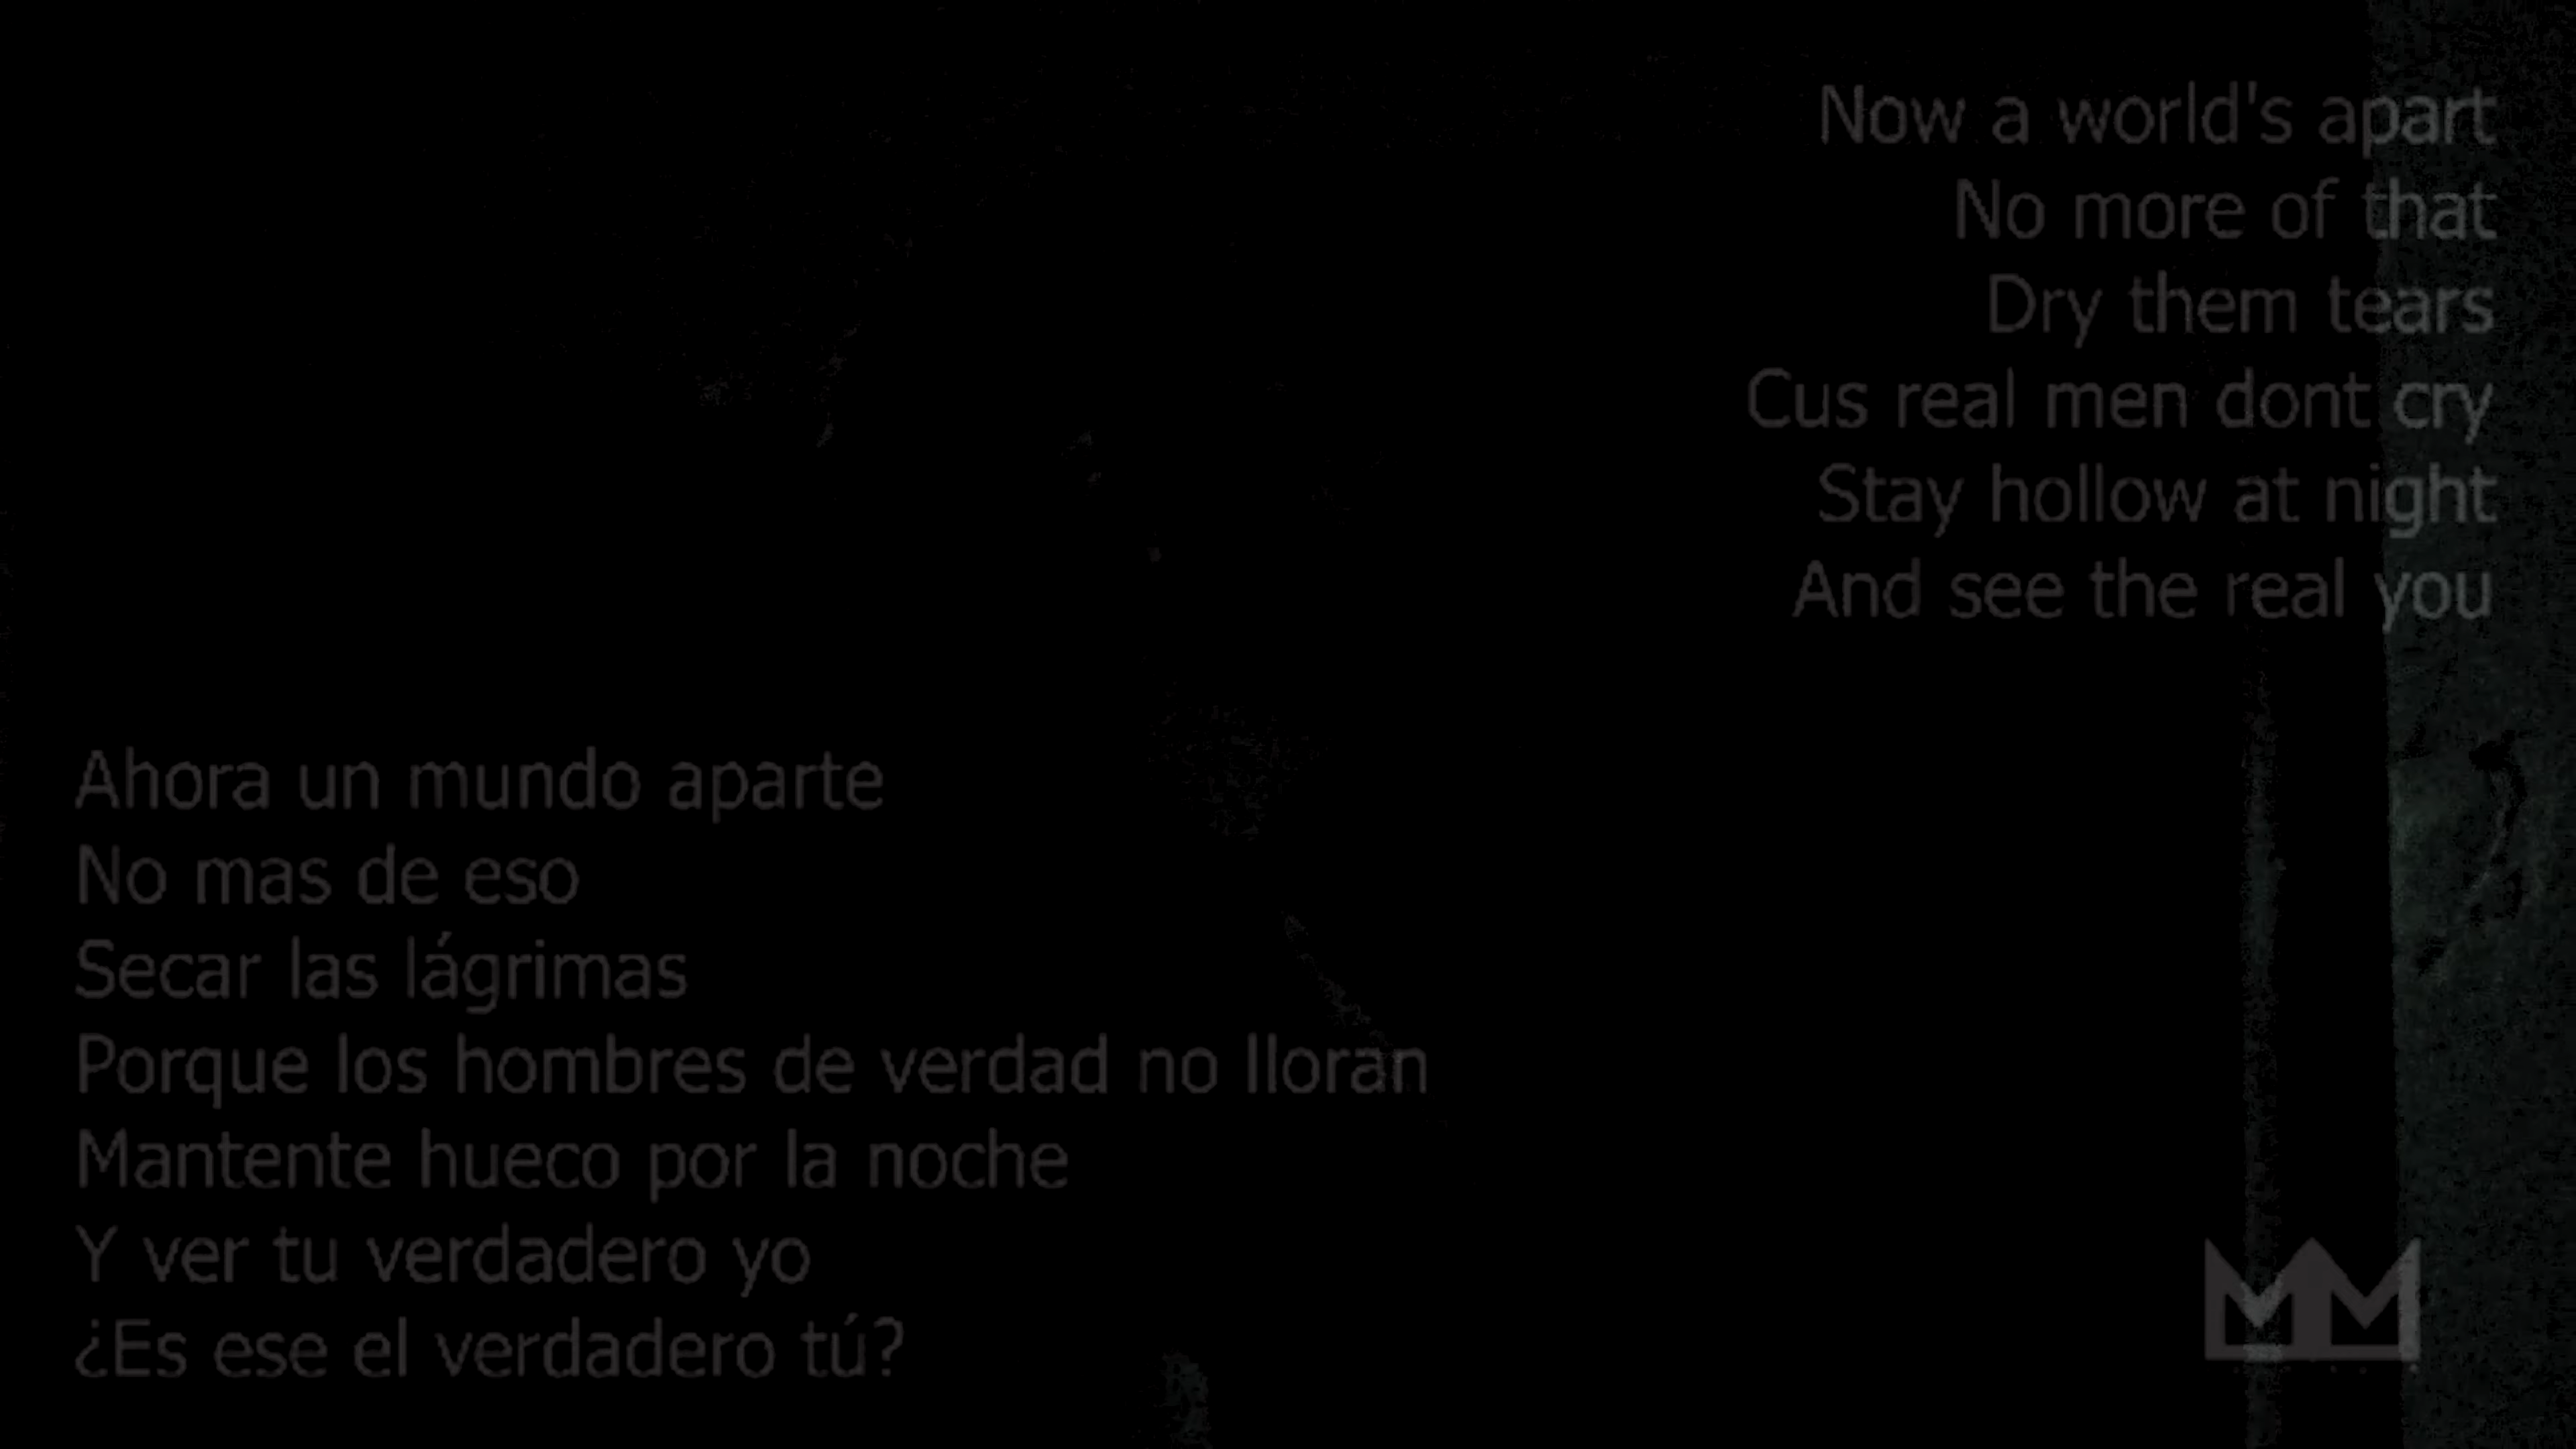 Now a world's apart
No more of that
Dry them tears
Cus real men dont cry
Stay hollow at night
And see the real you
Ahora un mundo aparte
No mas de eso
Secar las lágrimas
Porque los hombres de verdad no lloran
Mantente hueco por la noche
Y ver tu verdadero yo
¿Es ese el verdadero tú?
MM